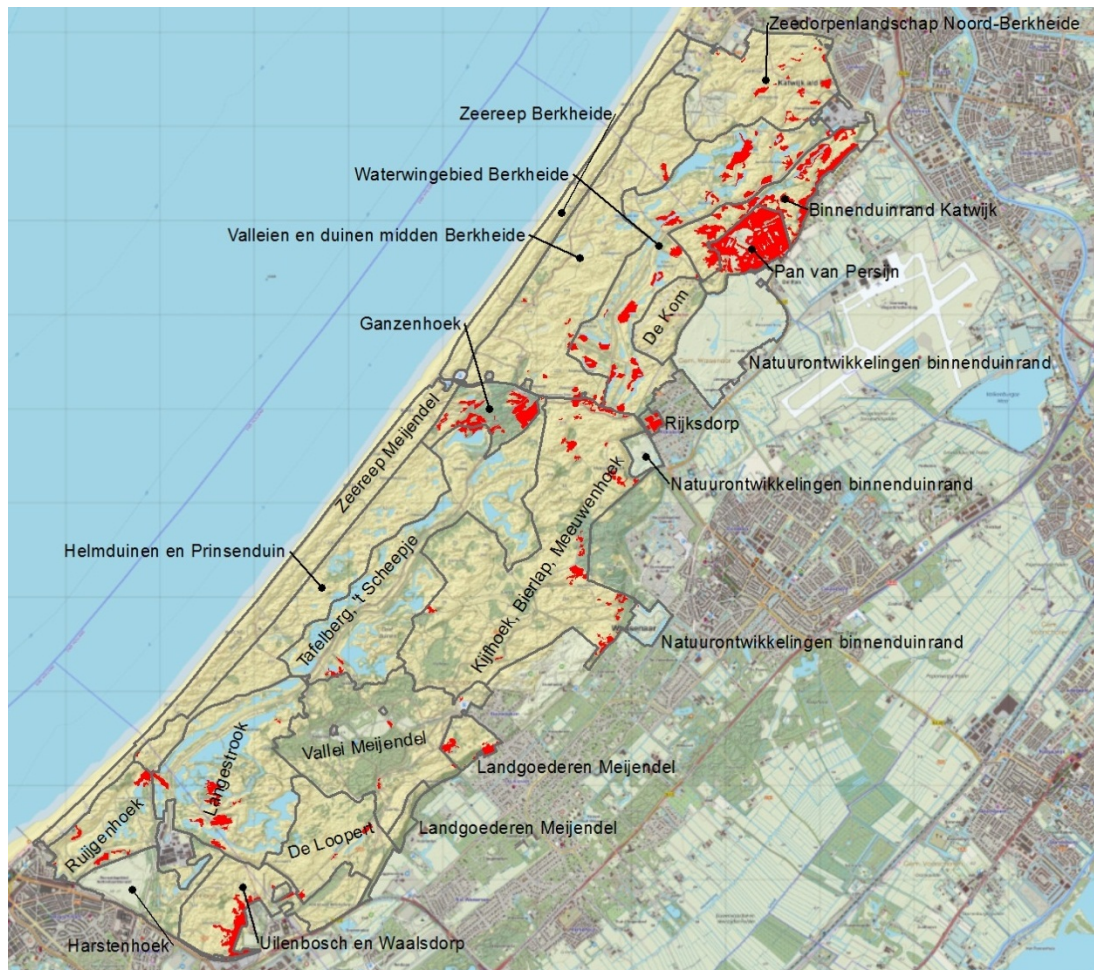 Zeedorpenlandschap Noord-Berkheide
Zeereep Berkheide
Waterwingebied Berkheide
Binnenduinrand Katwijk
Valleien en duinen midden Berkheide
Pan van Persijn
De Kom
Ganzenhoek
Natuurontwikkelingen binnenduinrand
Rijksdorp
Zeereep Meijendel
Natuurontwikkelingen binnenduinrand
Helmduinen en Prinsenduin
Tafelberg, 't Scheepje
Kijfhoek, Bierlap, Meeuwenhoek
Natuurontwikkelingen binnenduinrand
Vallei Meijendel
Langestrook
Landgoederen Meijendel
De Loopert
Landgoederen Meijendel
Ruijgenhoek
Harstenhoek
Uilenbosch en Waalsdorp